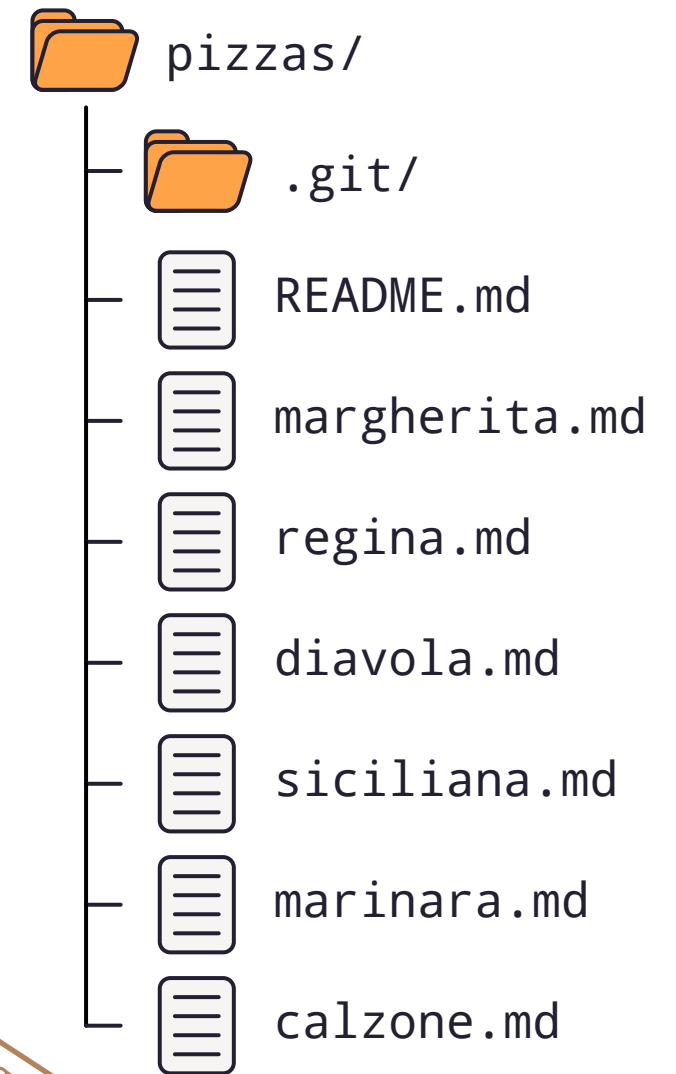 pizzas/
.git/
README.md
margherita.md
regina.md
diavola.md
siciliana.md
marinara.md
calzone.md